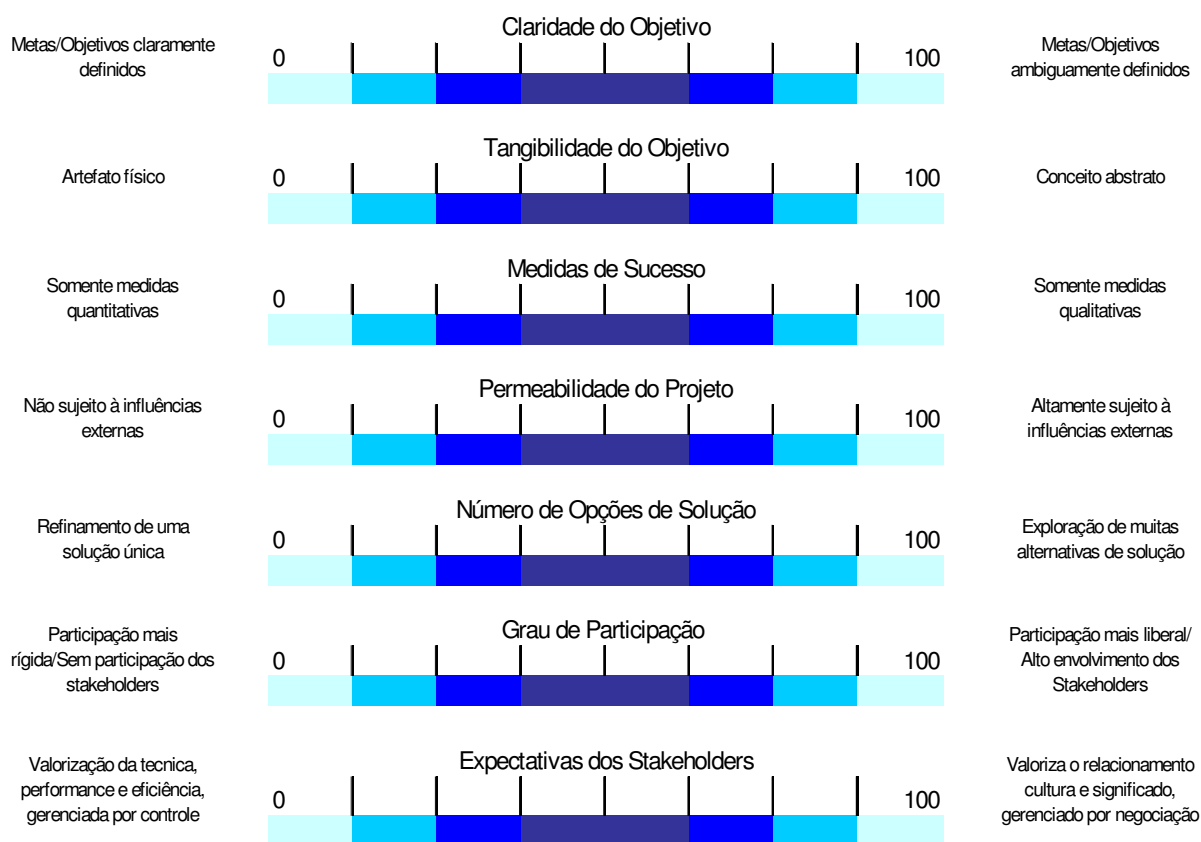 Claridade do Objetivo
Metas/Objetivos claramente
definidos
0
100
Metas/Objetivos
ambiguamente definidos
Tangibilidade do Objetivo
Artefato físico
0
100
Conceito abstrato
Medidas de Sucesso
Somente medidas
quantitativas
0
100
Somente medidas
qualitativas
Permeabilidade do Projeto
Não sujeito à influências
externas
0
100
Altamente sujeito à
influências externas
Número de Opções de Solução
Refinamento de uma
solução única
0
100
Exploração de muitas
alternativas de solução
Grau de Participação
Participação mais
rígida/Sem participação dos
stakeholders
0
100
Participação mais liberal/
Alto envolvimento dos
Stakeholders
Expectativas dos Stakeholders
Valorização da tecnica,
performance e eficiência,
gerenciada por controle
0
100
Valoriza o relacionamento
cultura e significado,
gerenciado por negociação